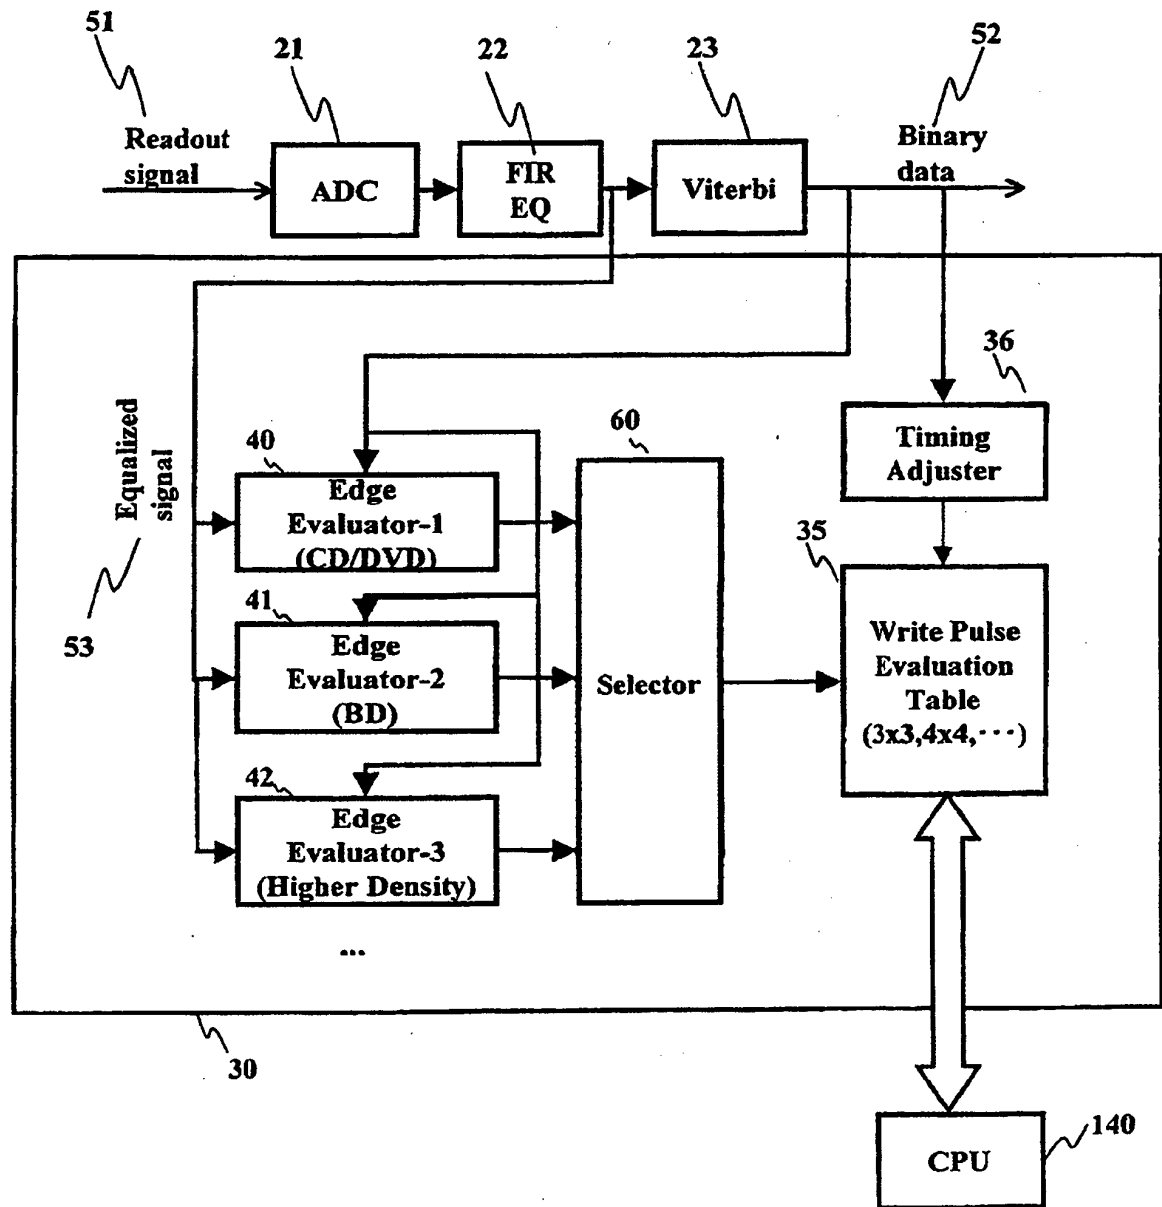 51
21
22
23
52
Readout
signal
ADC
FIR
EQ
Viterbi
Binary
data
36
Timing
Adjuster
Equalized
signal
53
40
Edge
Evaluator-1
(CD/DVD)
60
Selector
35
Write Pulse
Evaluation
Table
(3x3,4x4,···)
41
Edge
Evaluator-2
(BD)
42
Edge
Evaluator-3
(Higher Density)
...
30
140
CPU